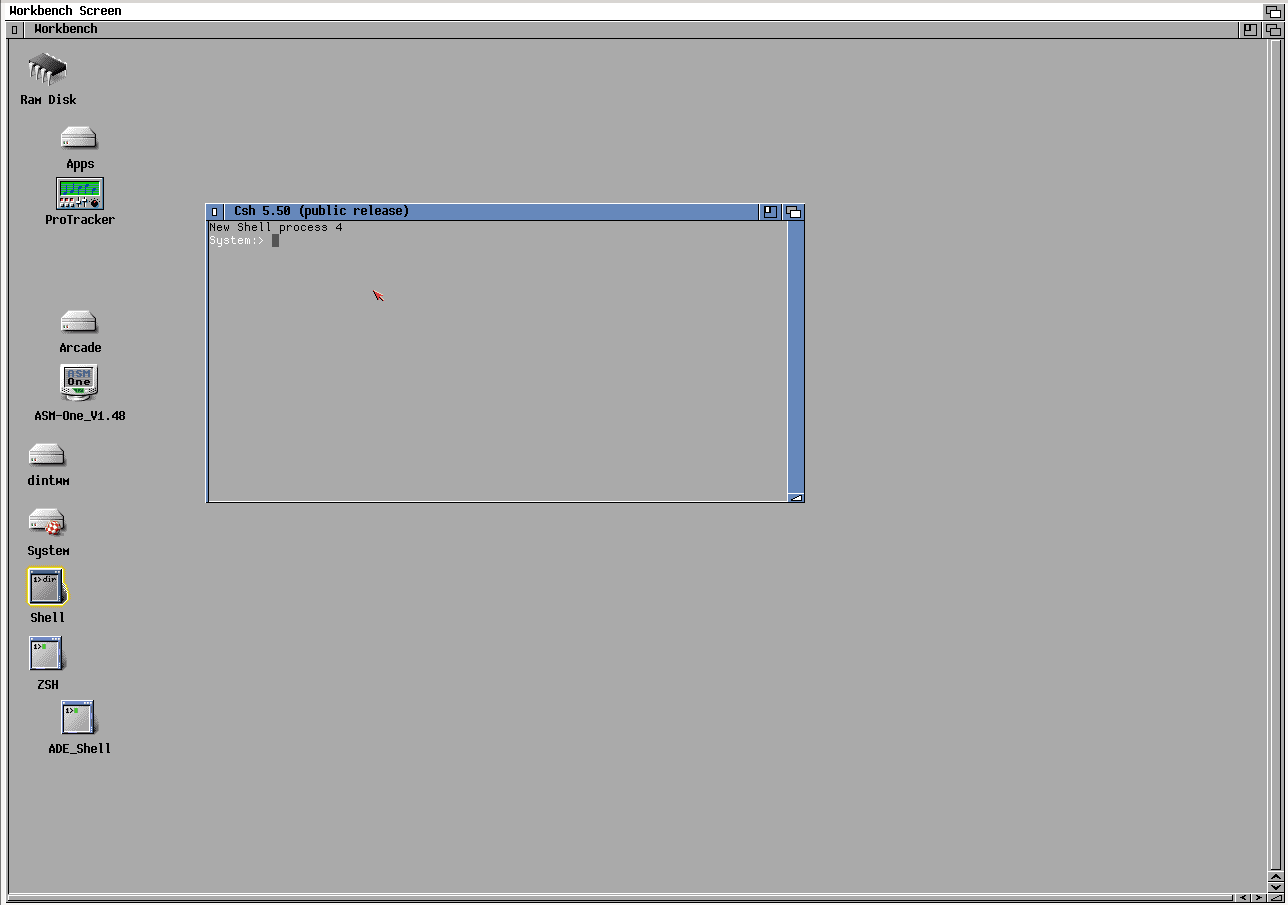 Workbench Screen
Workbench
Ram Disk
Apps
ProTracker
Csh 5.50 (public release)
New Shell process 4
System:>
Arcade
ASM
One
ASM-One_V1.48
dintwm
System
1>dir
Shell
1>
ZSH
1>
ADE_Shell